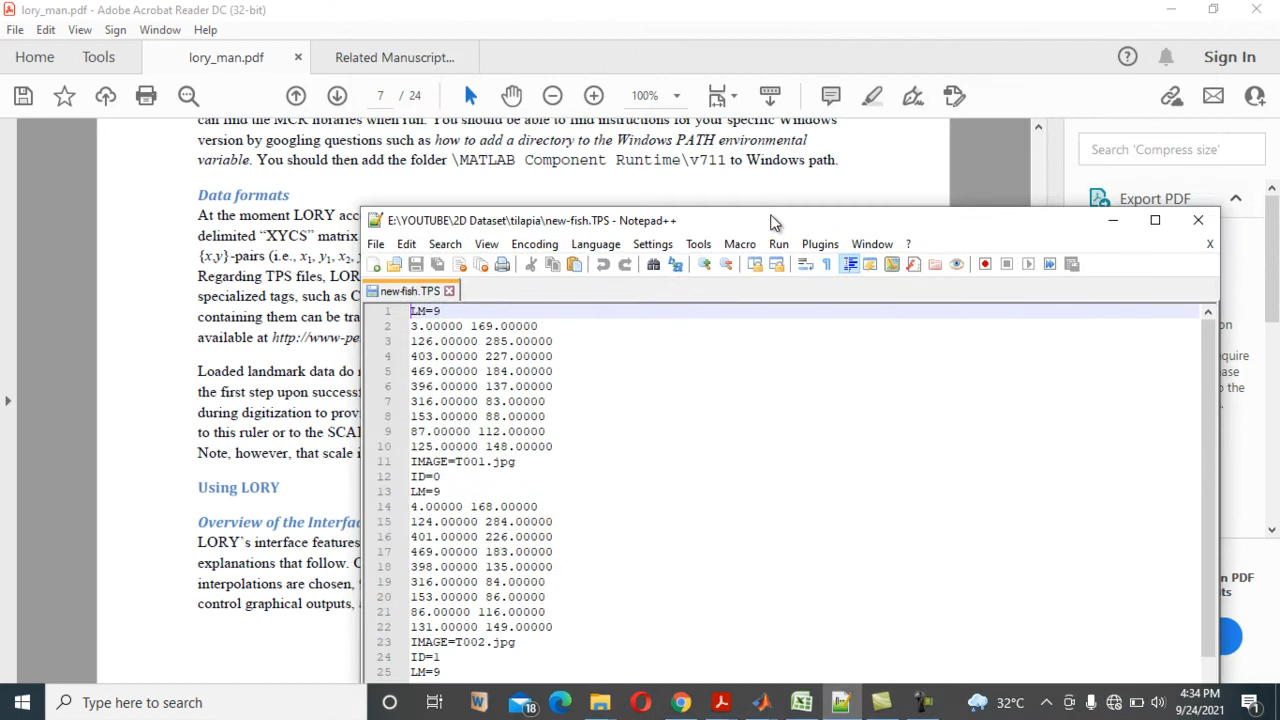 lory_man.pdf - Adobe Acrobat Reader DC (32-bit)
File Edit View Sign Window Help
Home Tools lory_man.pdf × Related Manuscript... Sign In
7 / 24 100%
can find the MCR libraries when run. You should be able to find instructions for your specific Windows
version by googling questions such as how to add a directory to the Windows PATH environmental
variable. You should then add the folder \MATLAB Component Runtime\v711 to Windows path.
Search 'Compress size'
Export PDF
Data formats
At the moment LORY acc
delimited “XYCS” matrix
{x,y}-pairs (i.e., x1, y1, x2,
Regarding TPS files, LOR
specialized tags, such as C
containing them can be tra
available at http://www-pe
Loaded landmark data do
the first step upon successf
during digitization to provi
to this ruler or to the SCAL
Note, however, that scale i
Using LORY
Overview of the Interfa
LORY’s interface features
explanations that follow. C
interpolations are chosen,
control graphical outputs,
E:\YOUTUBE\2D Dataset\tilapia\new-fish.TPS - Notepad++
File Edit Search View Encoding Language Settings Tools Macro Run Plugins Window ? X
new-fish.TPS
1 LM=9
2 3.00000 169.00000
3 126.00000 285.00000
4 403.00000 227.00000
5 469.00000 184.00000
6 396.00000 137.00000
7 316.00000 83.00000
8 153.00000 88.00000
9 87.00000 112.00000
10 125.00000 148.00000
11 IMAGE=T001.jpg
12 ID=0
13 LM=9
14 4.00000 168.00000
15 124.00000 284.00000
16 401.00000 226.00000
17 469.00000 183.00000
18 398.00000 135.00000
19 316.00000 84.00000
20 153.00000 86.00000
21 86.00000 116.00000
22 131.00000 149.00000
23 IMAGE=T002.jpg
24 ID=1
25 LM=9
on
quire
ase
o the
n PDF
nts
Type here to search
18
32°C
4:34 PM
9/24/2021
1